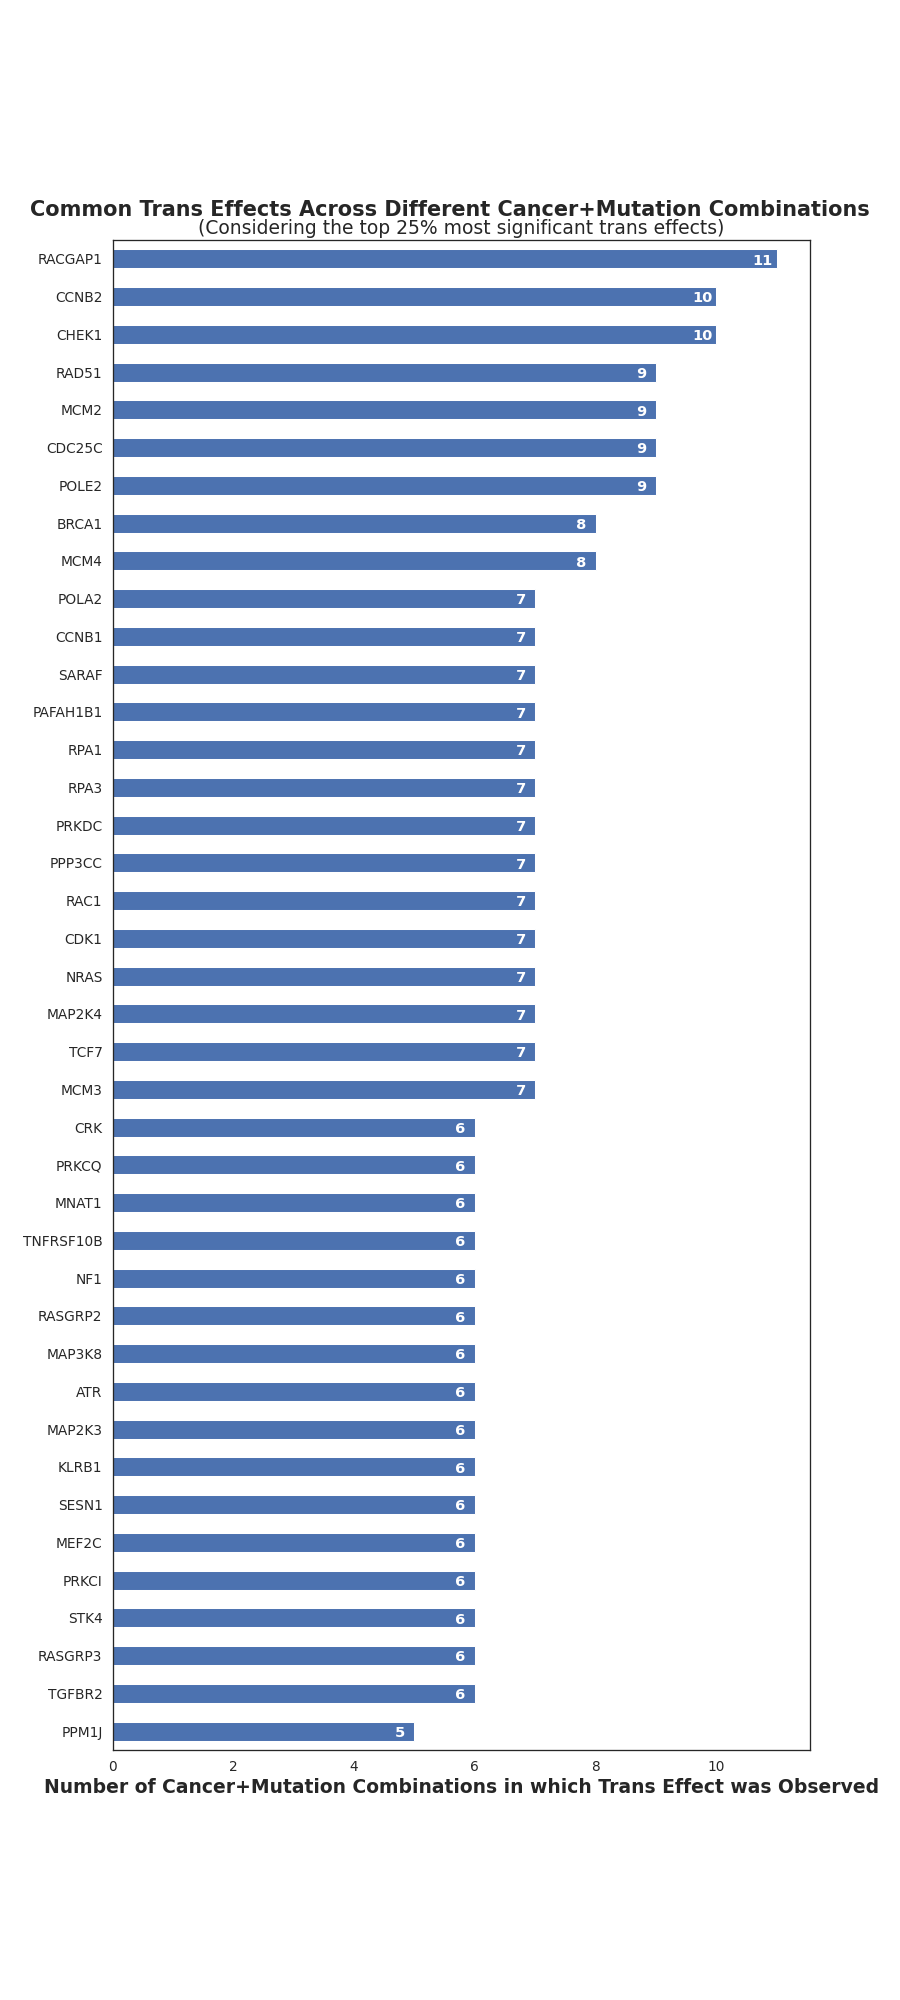 Common Trans Effects Across Different Cancer+Mutation Combinations
(Considering the top 25% most significant trans effects)
RACGAP1 11
CCNB2 10
CHEK1 10
RAD51 9
MCM2 9
CDC25C 9
POLE2 9
BRCA1 8
MCM4 8
POLA2 7
CCNB1 7
SARAF 7
PAFAH1B1 7
RPA1 7
RPA3 7
PRKDC 7
PPP3CC 7
RAC1 7
CDK1 7
NRAS 7
MAP2K4 7
TCF7 7
MCM3 7
CRK 6
PRKCQ 6
MNAT1 6
TNFRSF10B 6
NF1 6
RASGRP2 6
MAP3K8 6
ATR 6
MAP2K3 6
KLRB1 6
SESN1 6
MEF2C 6
PRKCI 6
STK4 6
RASGRP3 6
TGFBR2 6
PPM1J 5
0 2 4 6 8 10
Number of Cancer+Mutation Combinations in which Trans Effect was Observed